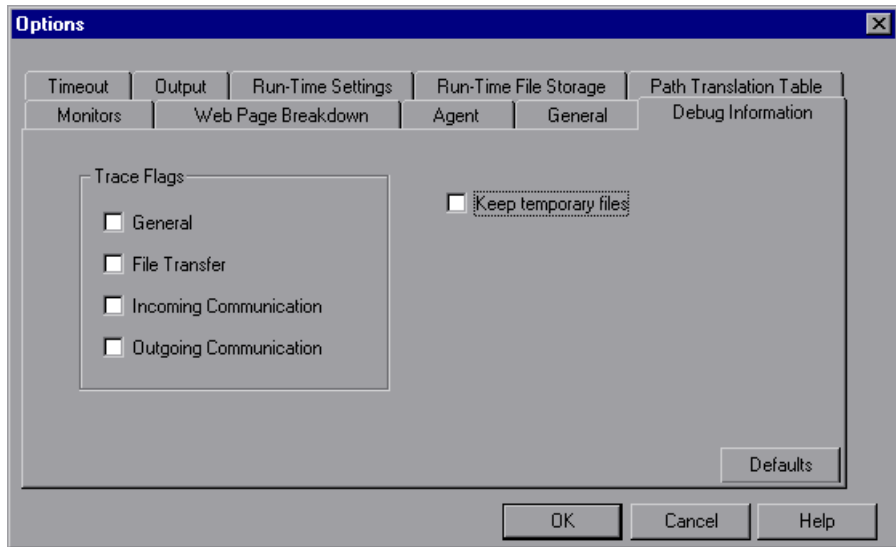 Options
Timeout Output Run-Time Settings Run-Time File Storage Path Translation Table
Monitors Web Page Breakdown Agent General Debug Information
Trace Flags
General
File Transfer
Incoming Communication
Outgoing Communication
Keep temporary files
Defaults
OK Cancel Help